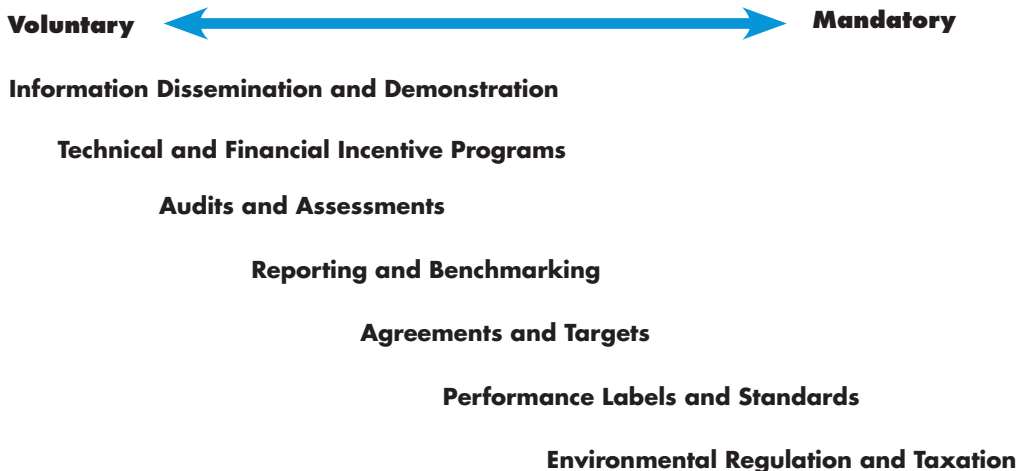 Voluntary Mandatory
Information Dissemination and Demonstration
Technical and Financial Incentive Programs
Audits and Assessments
Reporting and Benchmarking
Agreements and Targets
Performance Labels and Standards
Environmental Regulation and Taxation